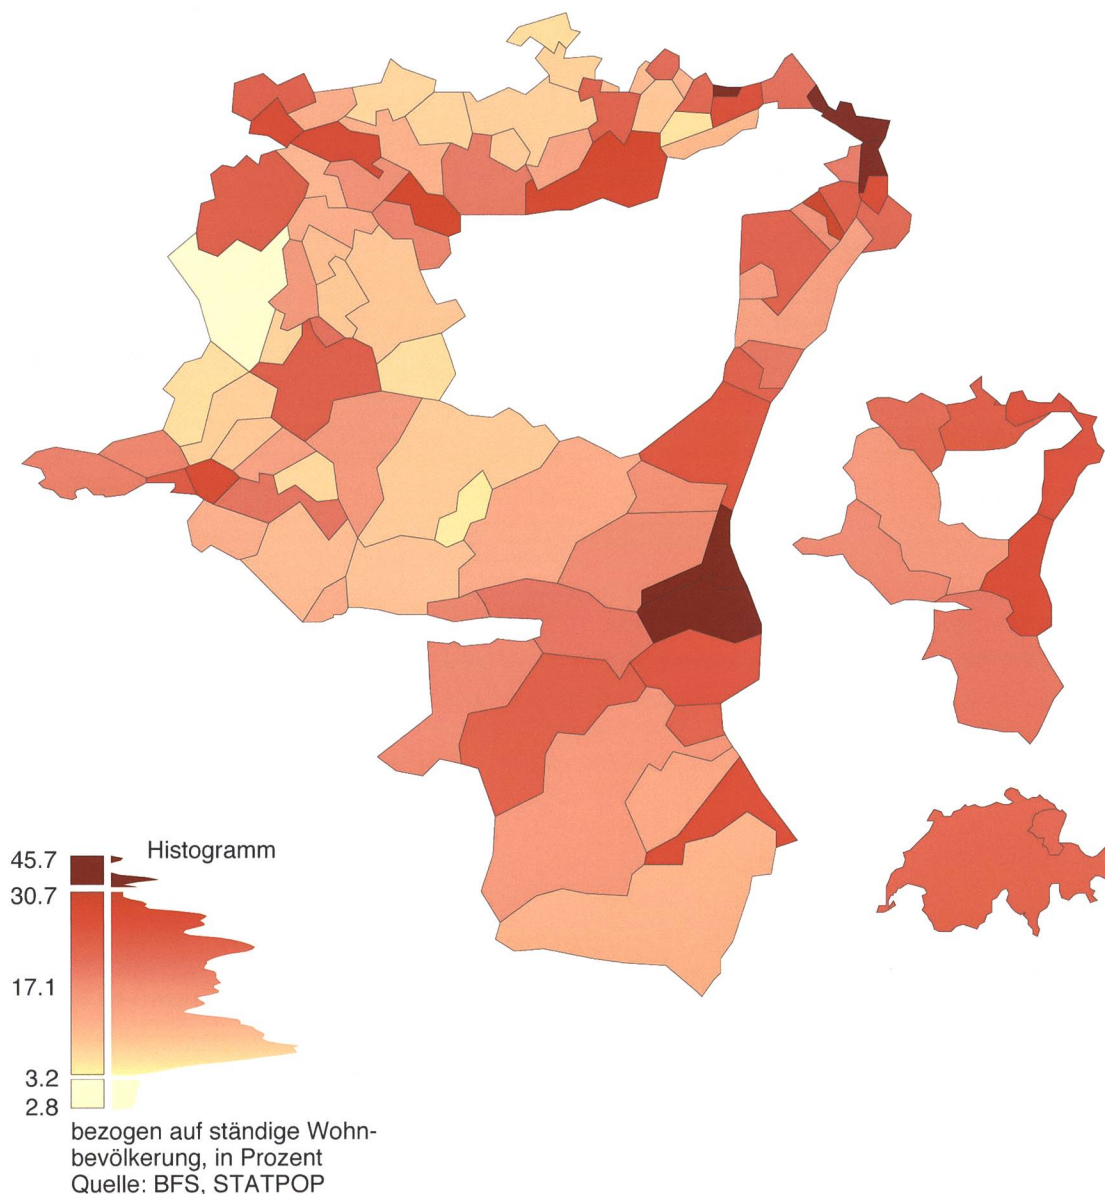 Histogramm
45.7
30.7
17.1
3.2
2.8
bezogen auf ständige Wohn-
bevölkerung, in Prozent
Quelle: BFS, STATPOP